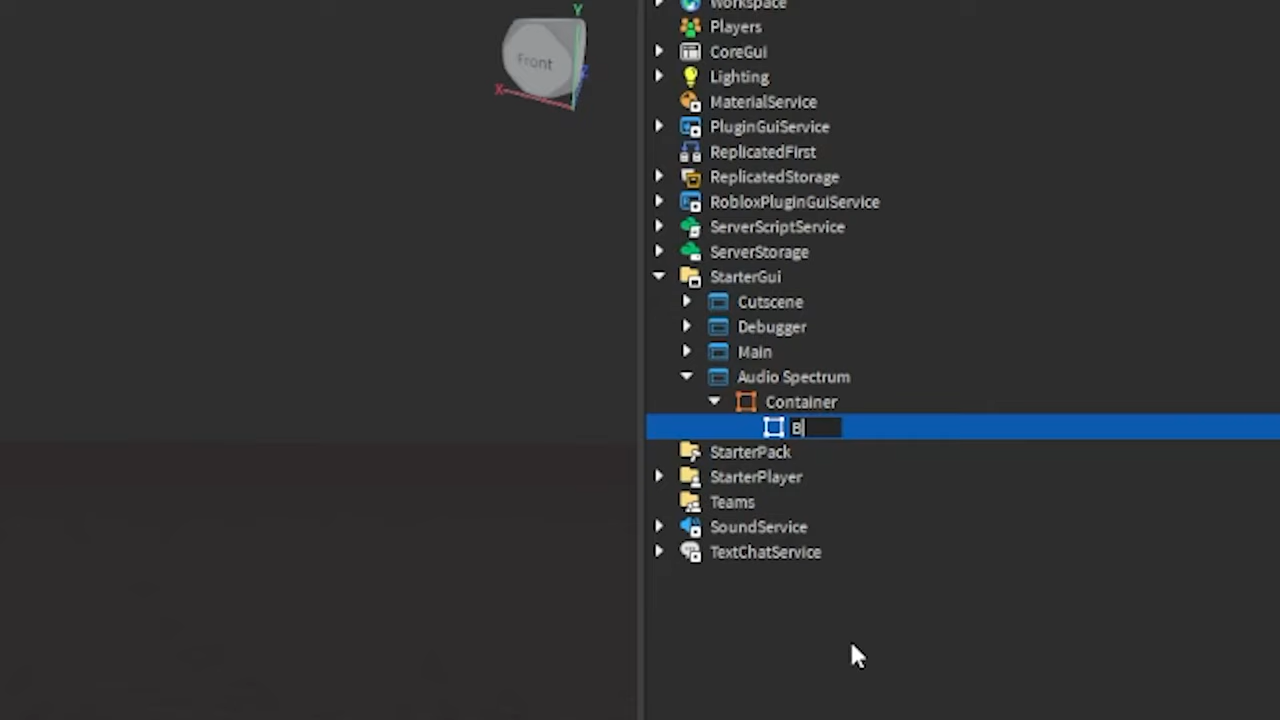 Workspace
Players
CoreGui
Lighting
MaterialService
PluginGuiService
ReplicatedFirst
ReplicatedStorage
RobloxPluginGuiService
ServerScriptService
ServerStorage
StarterGui
Cutscene
Debugger
Main
Audio Spectrum
Container
B
StarterPack
StarterPlayer
Teams
SoundService
TextChatService
Y
Front
X
Z